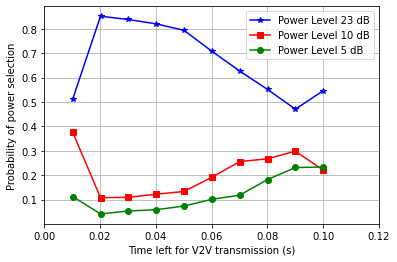 Power Level 23 dB
Power Level 10 dB
Power Level 5 dB
Probability of power selection
0.8
0.7
0.6
0.5
0.4
0.3
0.2
0.1
0.00 0.02 0.04 0.06 0.08 0.10 0.12
Time left for V2V transmission (s)